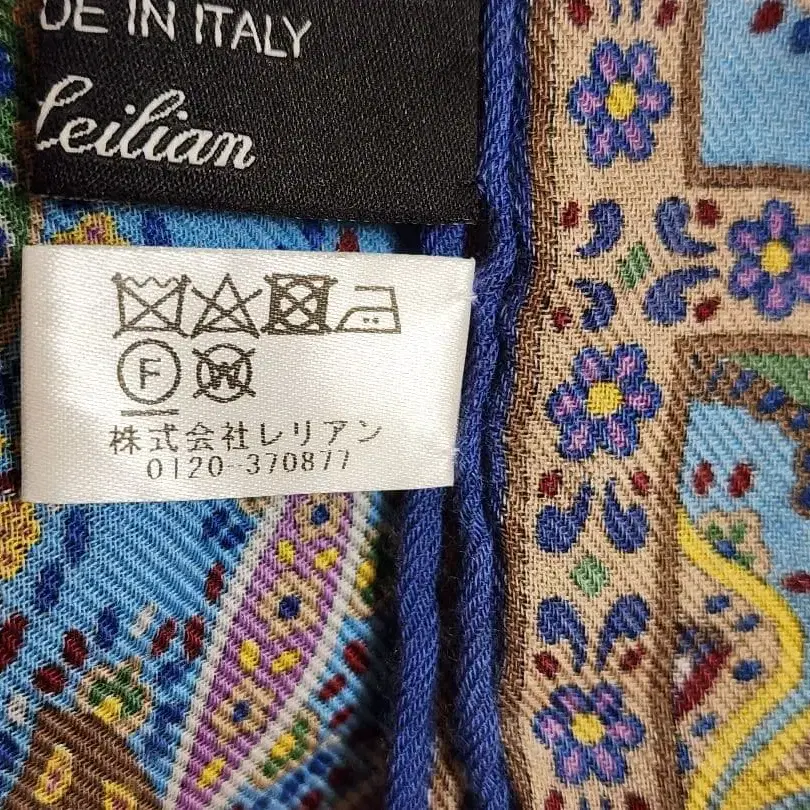 DE IN ITALY
Leilian
F
W
株式会社レリアン
0120-370877